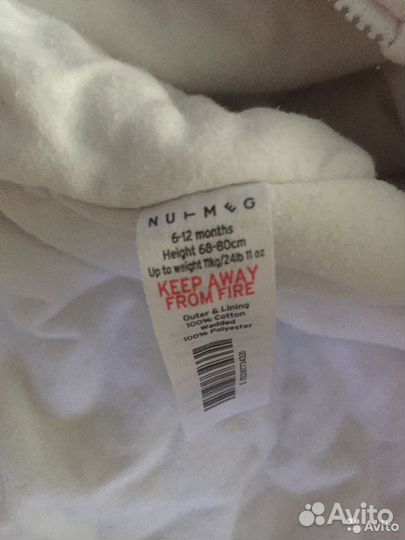 NUTMEG
6-12 months
Height 68-80cm
Up to weight 11kg/24lb 11 oz
KEEP AWAY
FROM FIRE
Outer & Lining
100% Cotton
Wadded
100% Polyester
Avito
Avito